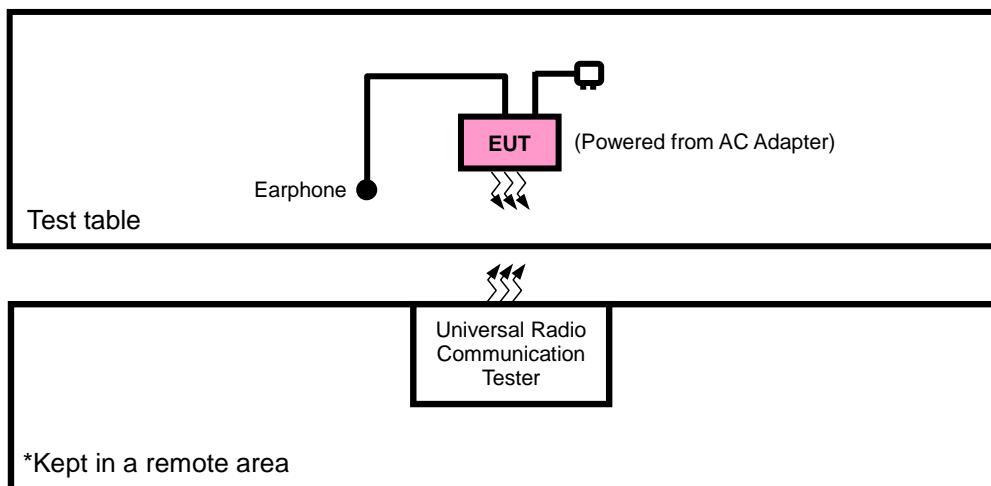 EUT
(Powered from AC Adapter)
Earphone
Test table
Universal Radio
Communication
Tester
*Kept in a remote area